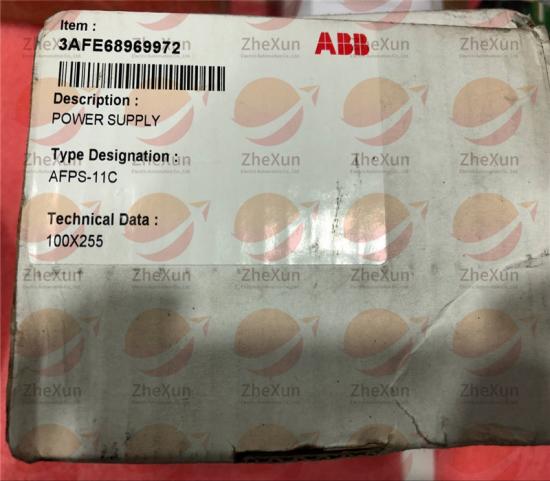 Item :
3AFE68969972
ABB
Description :
POWER SUPPLY
Type Designation :
AFPS-11C
Technical Data :
100X255
ZheXun